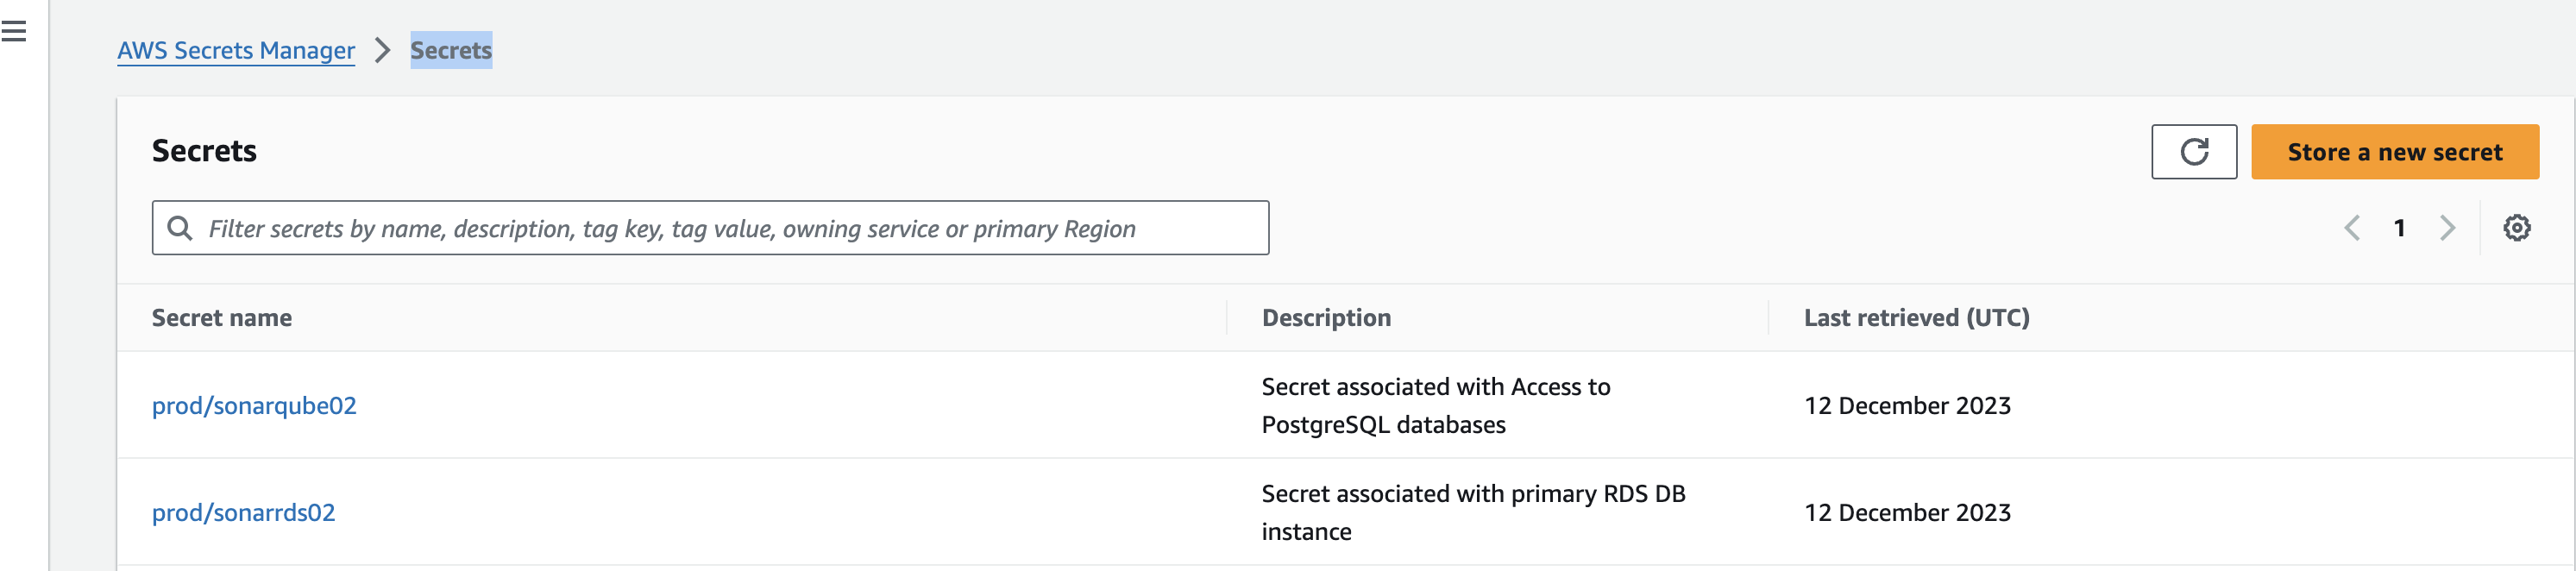 AWS Secrets Manager > Secrets
Secrets
Store a new secret
Filter secrets by name, description, tag key, tag value, owning service or primary Region
1
Secret name Description Last retrieved (UTC)
prod/sonarqube02
Secret associated with Access to
PostgreSQL databases
12 December 2023
prod/sonarrds02
Secret associated with primary RDS DB
instance
12 December 2023